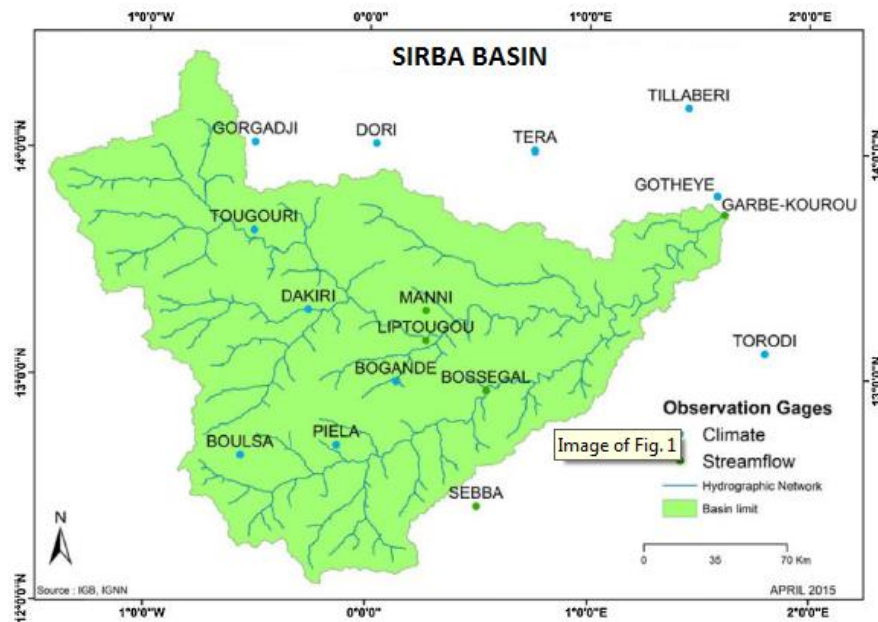 1°0'0"W 0°0'0" 1°0'0"E 2°0'0"E
SIRBA BASIN
TILLABERI
GORGADJI DORI TERA
14°0'0"N 14°0'0"N
GOTHEYE
GARBE-KOUROU
TOUGOURI
DAKIRI MANNI
LIPTOUGOU
TORODI
BOGANDE BOSSEGAL
13°0'0"N 13°0'0"N
Observation Gages
BOULSA PIELA Image of Fig. 1 Climate
Streamflow
SEBBA Hydrographic Network
Basin limit
N
0 35 70 Km
Source : IGB, IGNN APRIL 2015
12°0'0"N 12°0'0"N
1°0'0"W 0°0'0" 1°0'0"E 2°0'0"E